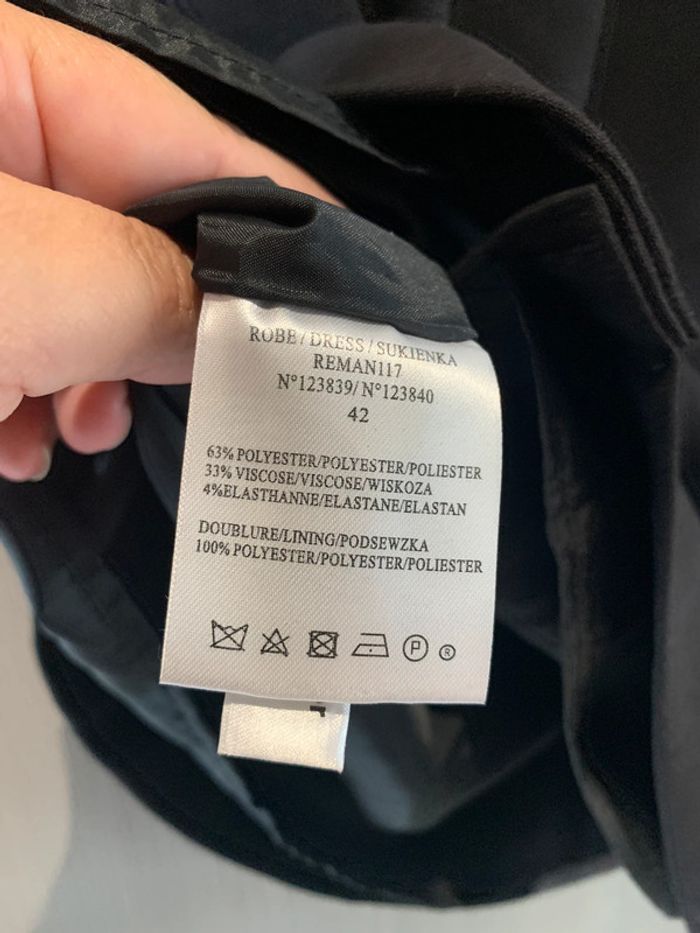 ROBE/DRESS/SUKIENKA
REMAN117
N°123839/N°123840
42
63% POLYESTER/POLYESTER/POLIESTER
33% VISCOSE/VISCOSE/WISKOZA
4%ELASTHANNE/ELASTANE/ELASTAN
DOUBLURE/LINING/PODSEWZKA
100% POLYESTER/POLYESTER/POLIESTER
P ®